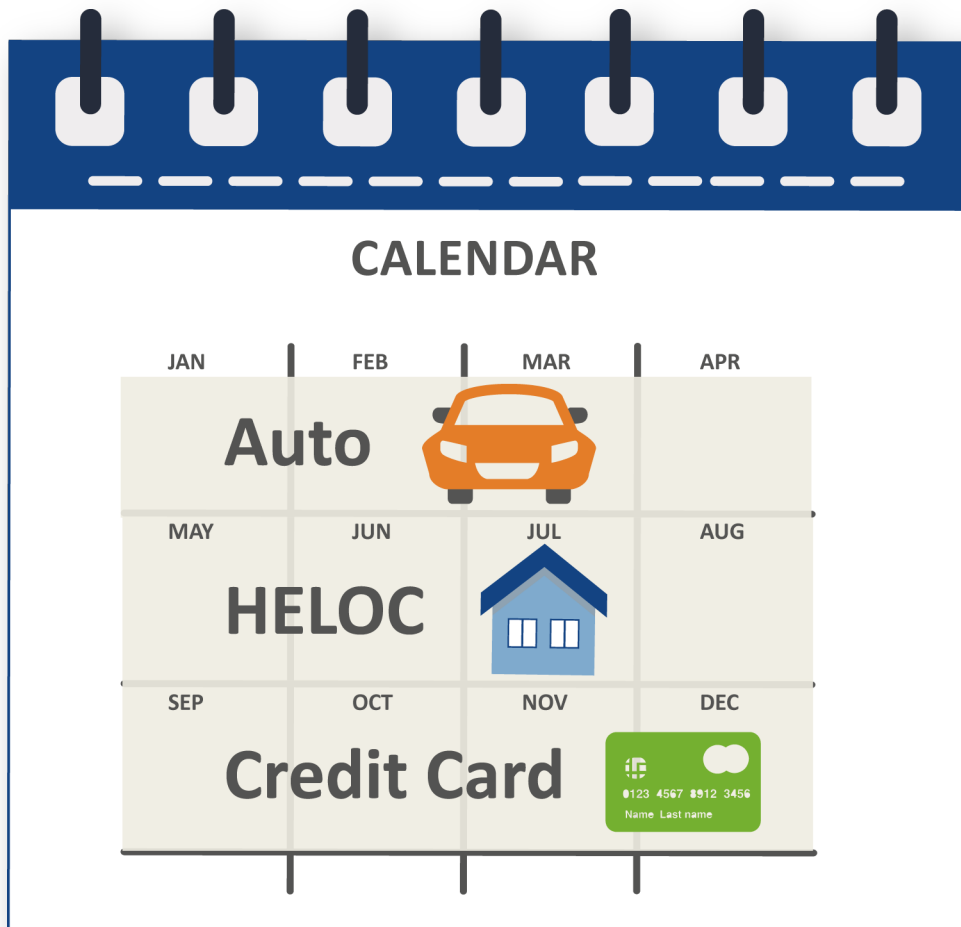 CALENDAR
JAN FEB MAR APR
Auto
MAY JUN JUL AUG
HELOC
SEP OCT NOV DEC
Credit Card
0123 4567 8912 3456
Name Last name